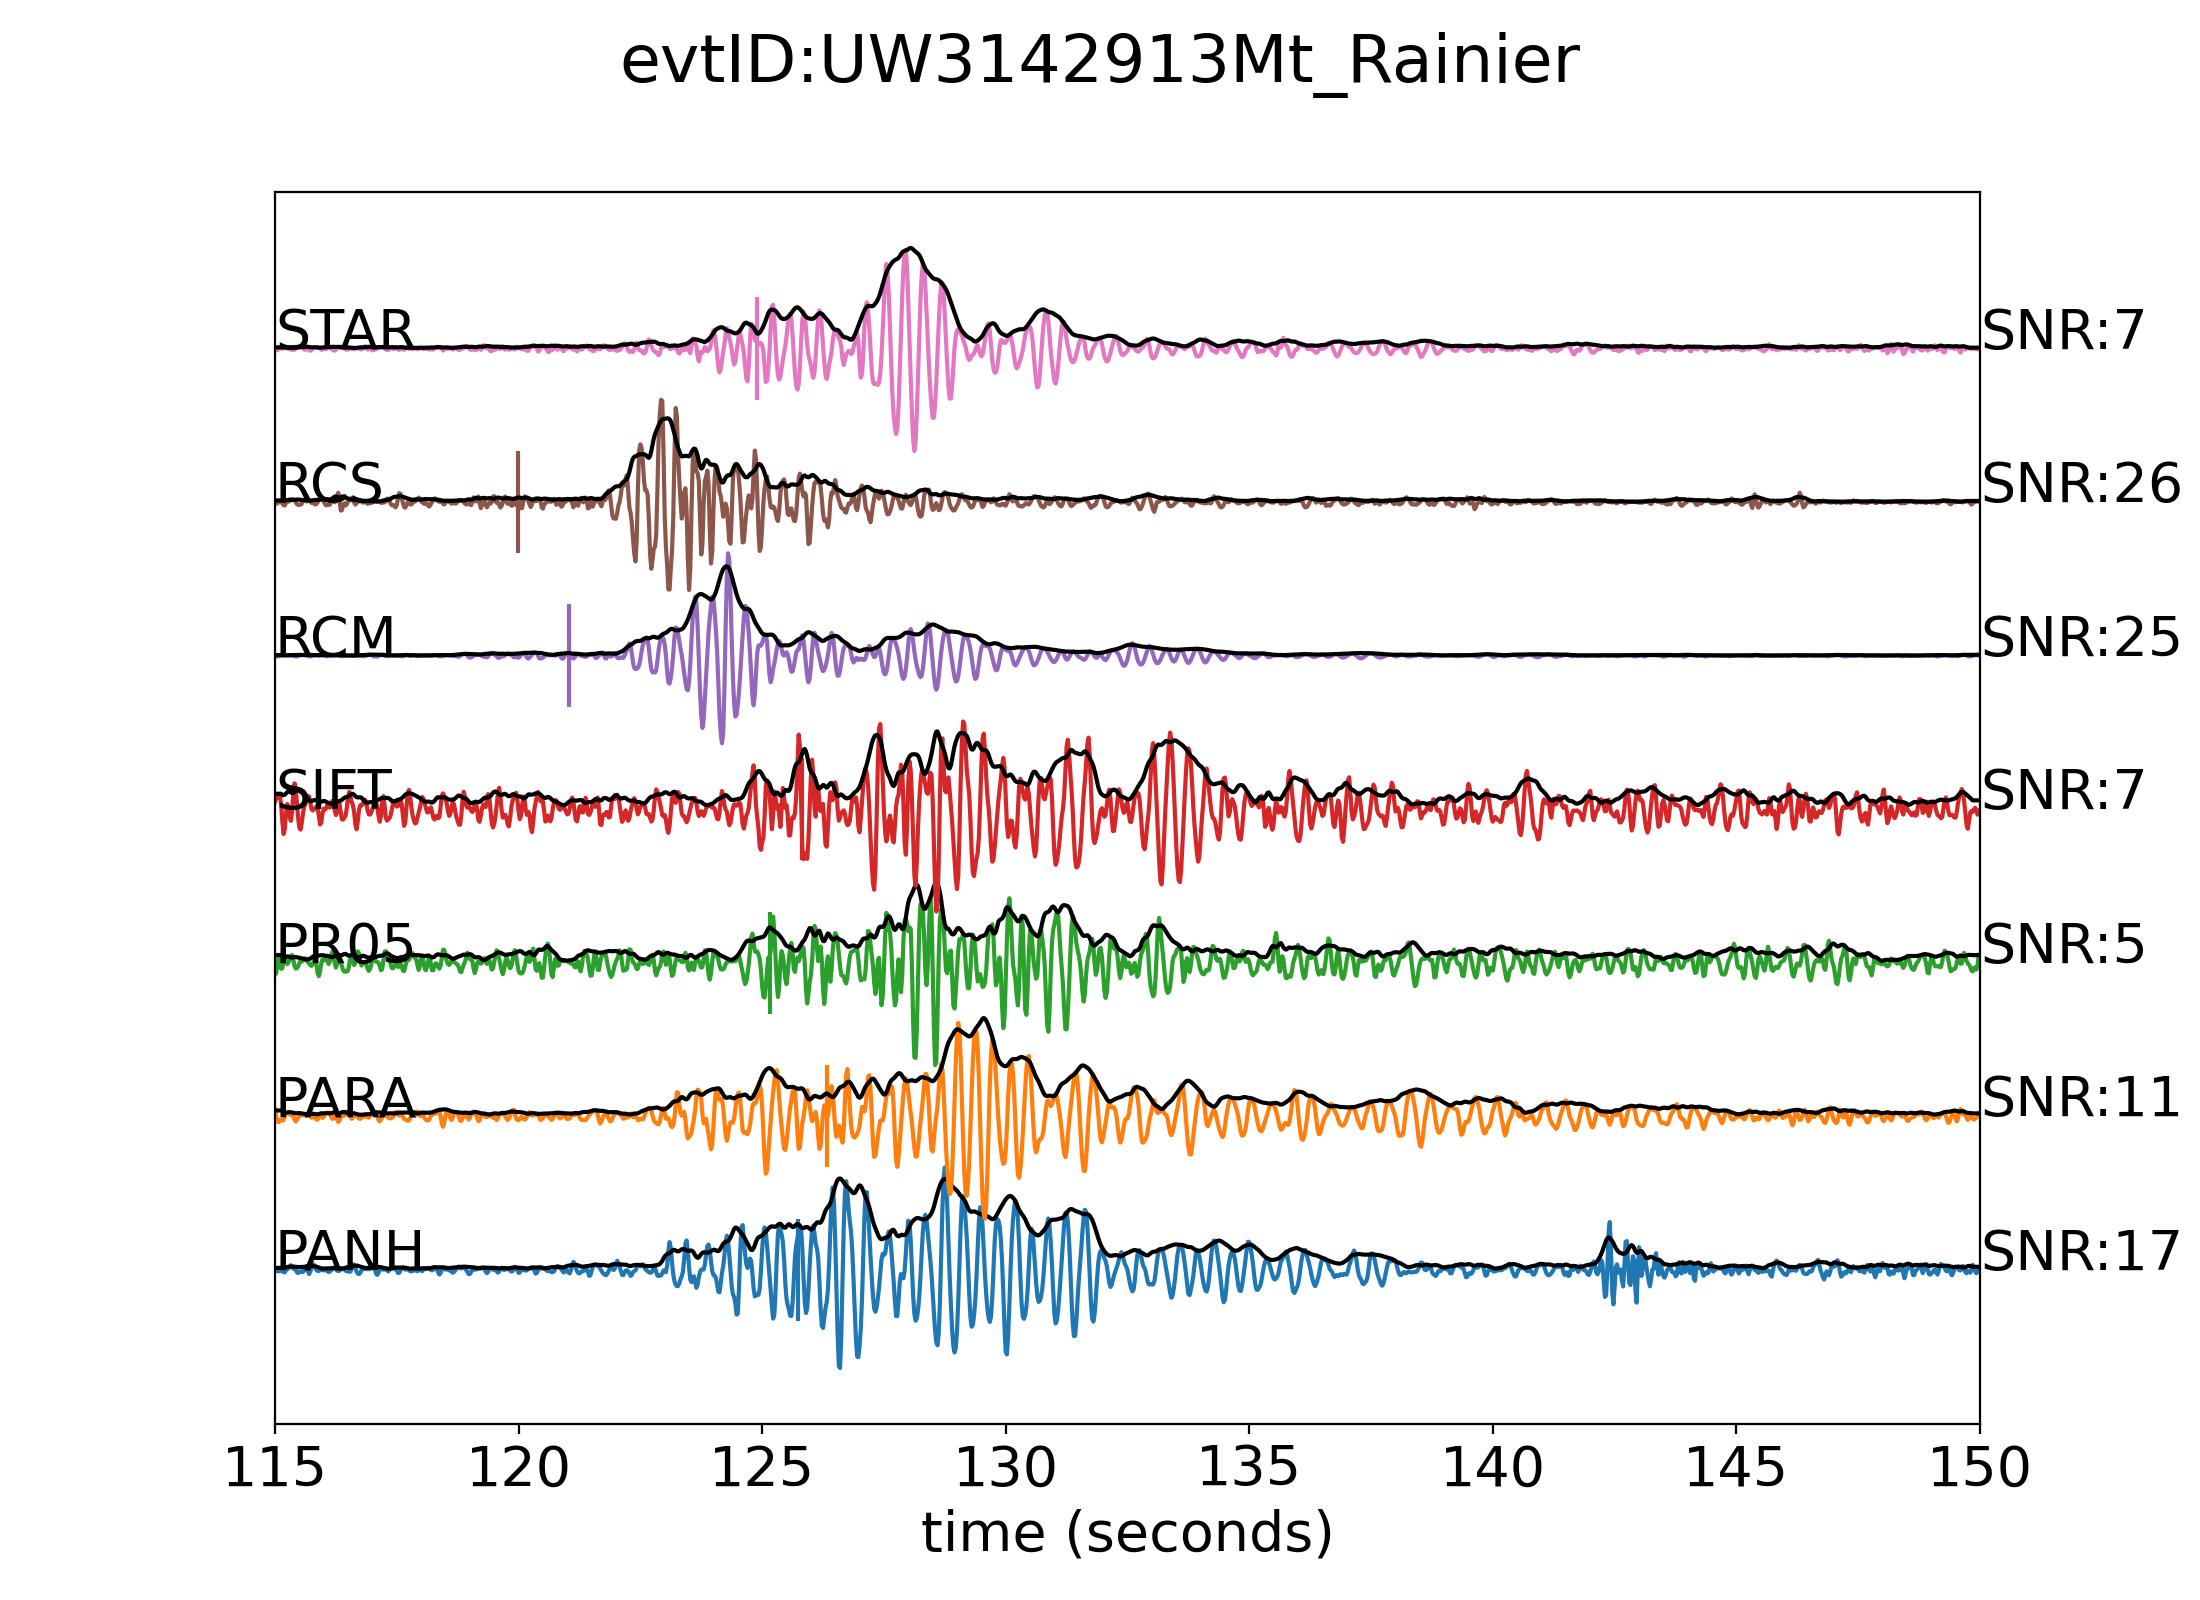 evtID:UW3142913Mt_Rainier
STAR SNR:7
RCS SNR:26
RCM SNR:25
SIFT SNR:7
PR05 SNR:5
PARA SNR:11
PANH SNR:17
115 120 125 130 135 140 145 150
time (seconds)